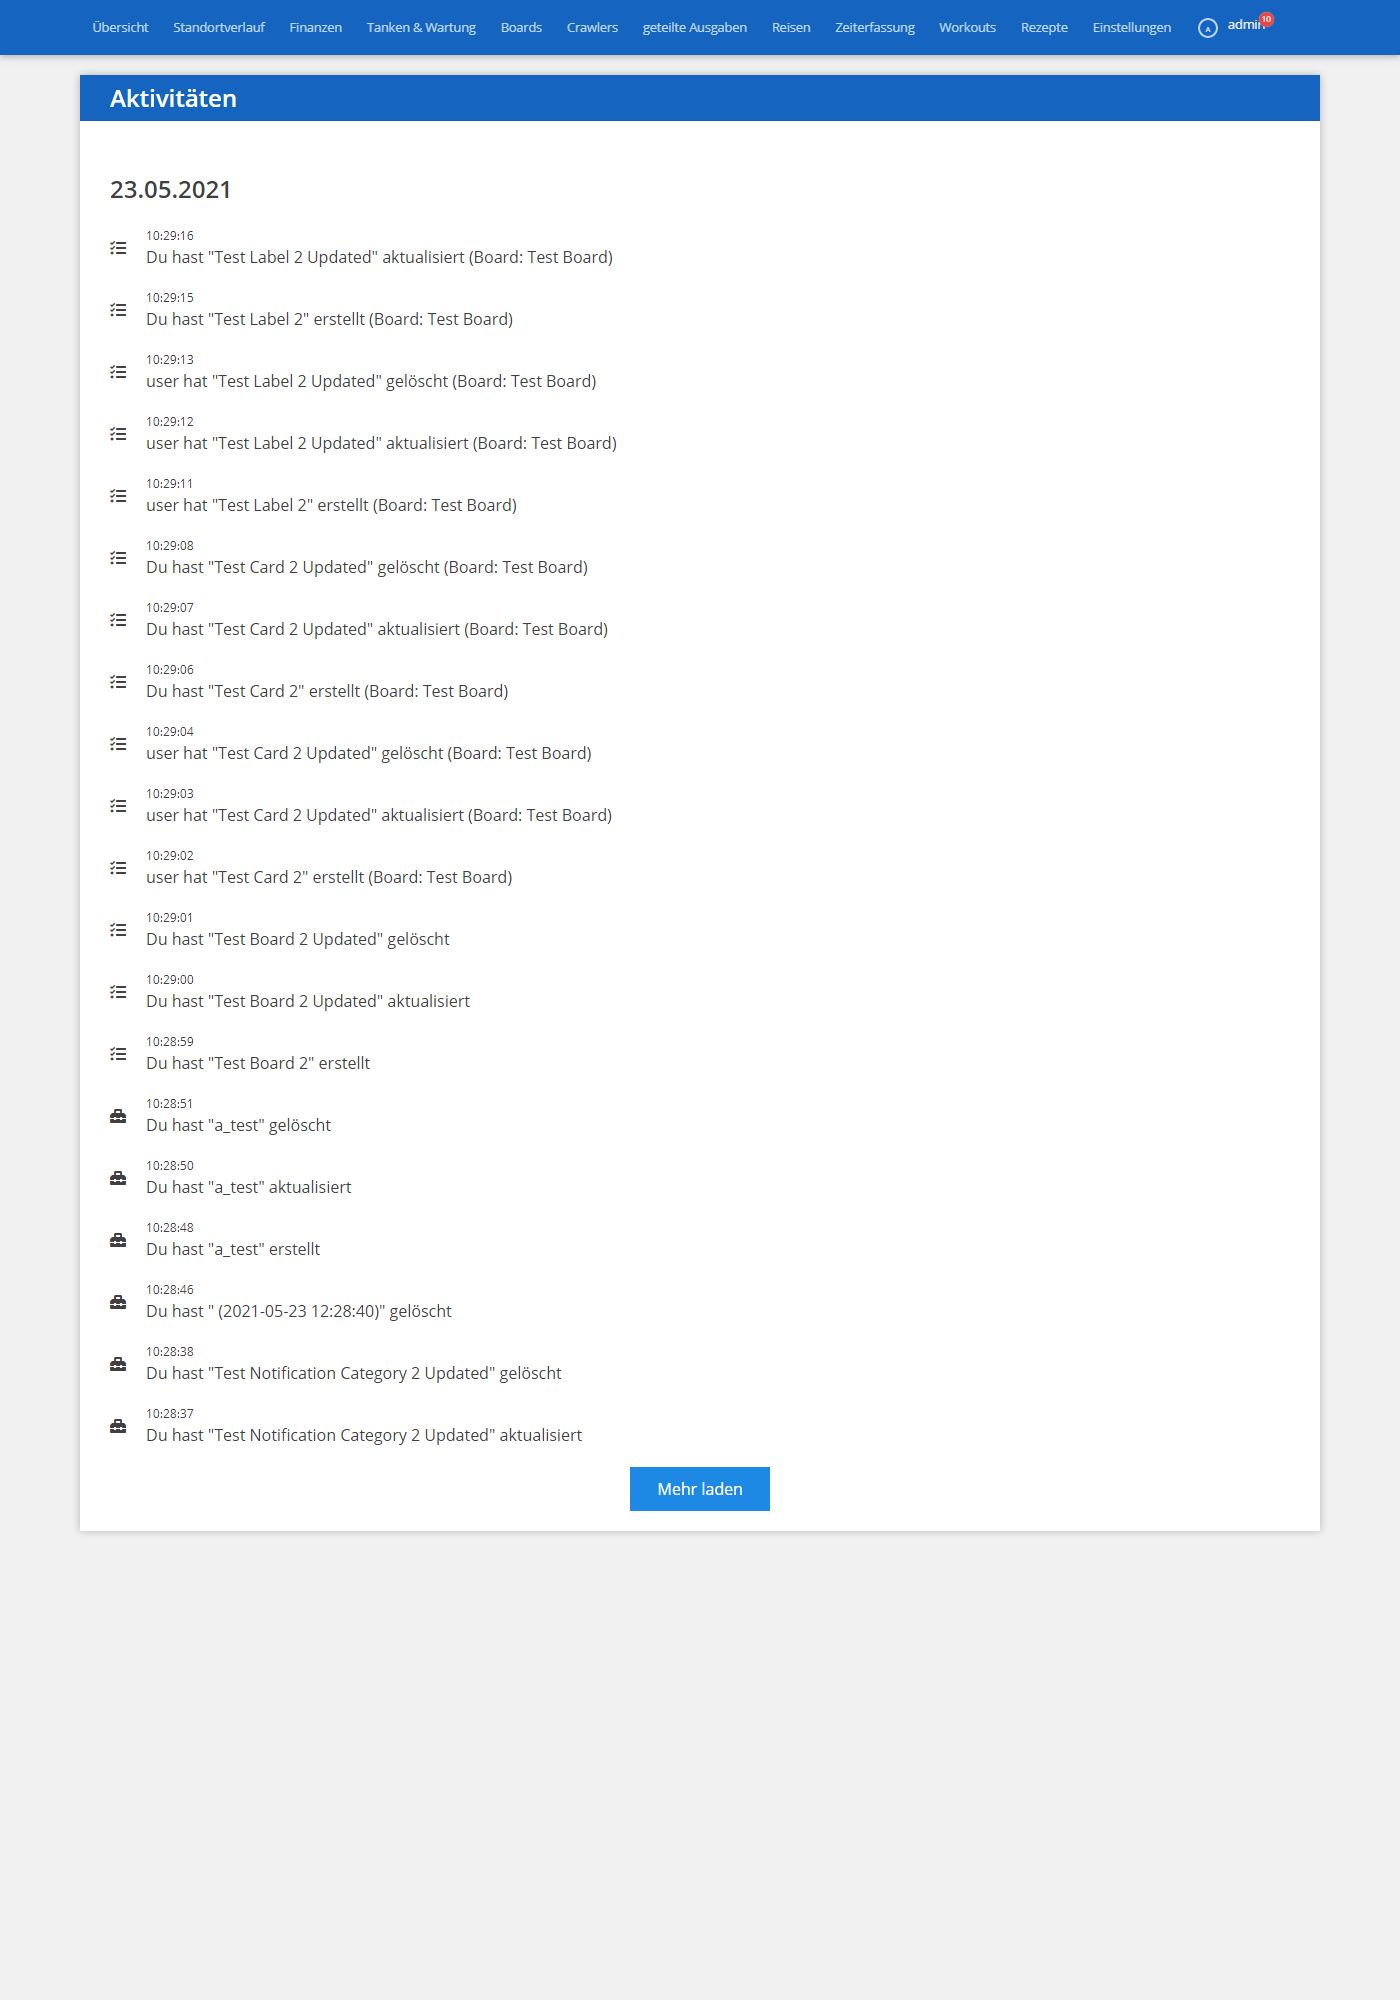 Übersicht Standortverlauf Finanzen Tanken & Wartung Boards Crawlers geteilte Ausgaben Reisen Zeiterfassung Workouts Rezepte Einstellungen A admin 10
Aktivitäten
23.05.2021
10:29:16
Du hast "Test Label 2 Updated" aktualisiert (Board: Test Board)
10:29:15
Du hast "Test Label 2" erstellt (Board: Test Board)
10:29:13
user hat "Test Label 2 Updated" gelöscht (Board: Test Board)
10:29:12
user hat "Test Label 2 Updated" aktualisiert (Board: Test Board)
10:29:11
user hat "Test Label 2" erstellt (Board: Test Board)
10:29:08
Du hast "Test Card 2 Updated" gelöscht (Board: Test Board)
10:29:07
Du hast "Test Card 2 Updated" aktualisiert (Board: Test Board)
10:29:06
Du hast "Test Card 2" erstellt (Board: Test Board)
10:29:04
user hat "Test Card 2 Updated" gelöscht (Board: Test Board)
10:29:03
user hat "Test Card 2 Updated" aktualisiert (Board: Test Board)
10:29:02
user hat "Test Card 2" erstellt (Board: Test Board)
10:29:01
Du hast "Test Board 2 Updated" gelöscht
10:29:00
Du hast "Test Board 2 Updated" aktualisiert
10:28:59
Du hast "Test Board 2" erstellt
10:28:51
Du hast "a_test" gelöscht
10:28:50
Du hast "a_test" aktualisiert
10:28:48
Du hast "a_test" erstellt
10:28:46
Du hast " (2021-05-23 12:28:40)" gelöscht
10:28:38
Du hast "Test Notification Category 2 Updated" gelöscht
10:28:37
Du hast "Test Notification Category 2 Updated" aktualisiert
Mehr laden